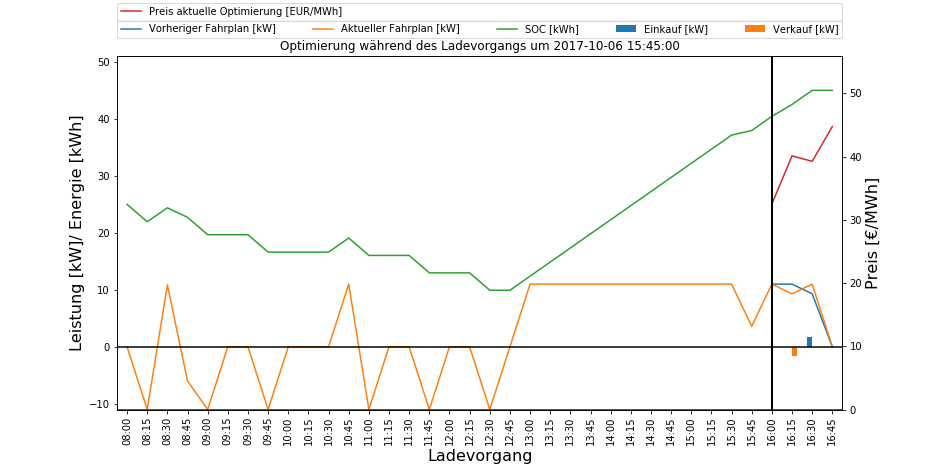 Preis aktuelle Optimierung [EUR/MWh]
Vorheriger Fahrplan [kW] Aktueller Fahrplan [kW] SOC [kWh] Einkauf [kW] Verkauf [kW]
Optimierung während des Ladevorgangs um 2017-10-06 15:45:00
Leistung [kW]/ Energie [kWh]
50
40
30
20
10
0
−10
50
40
30
20
10
0
Preis [€/MWh]
08:00 08:15 08:30 08:45 09:00 09:15 09:30 09:45 10:00 10:15 10:30 10:45 11:00 11:15 11:30 11:45 12:00 12:15 12:30 12:45 13:00 13:15 13:30 13:45 14:00 14:15 14:30 14:45 15:00 15:15 15:30 15:45 16:00 16:15 16:30 16:45
Ladevorgang